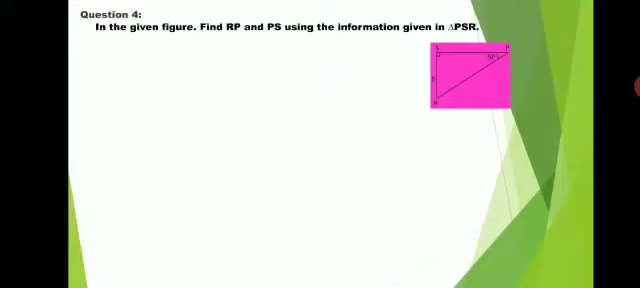 Question 4:
In the given figure. Find RP and PS using the information given in ∆PSR.
S P
R